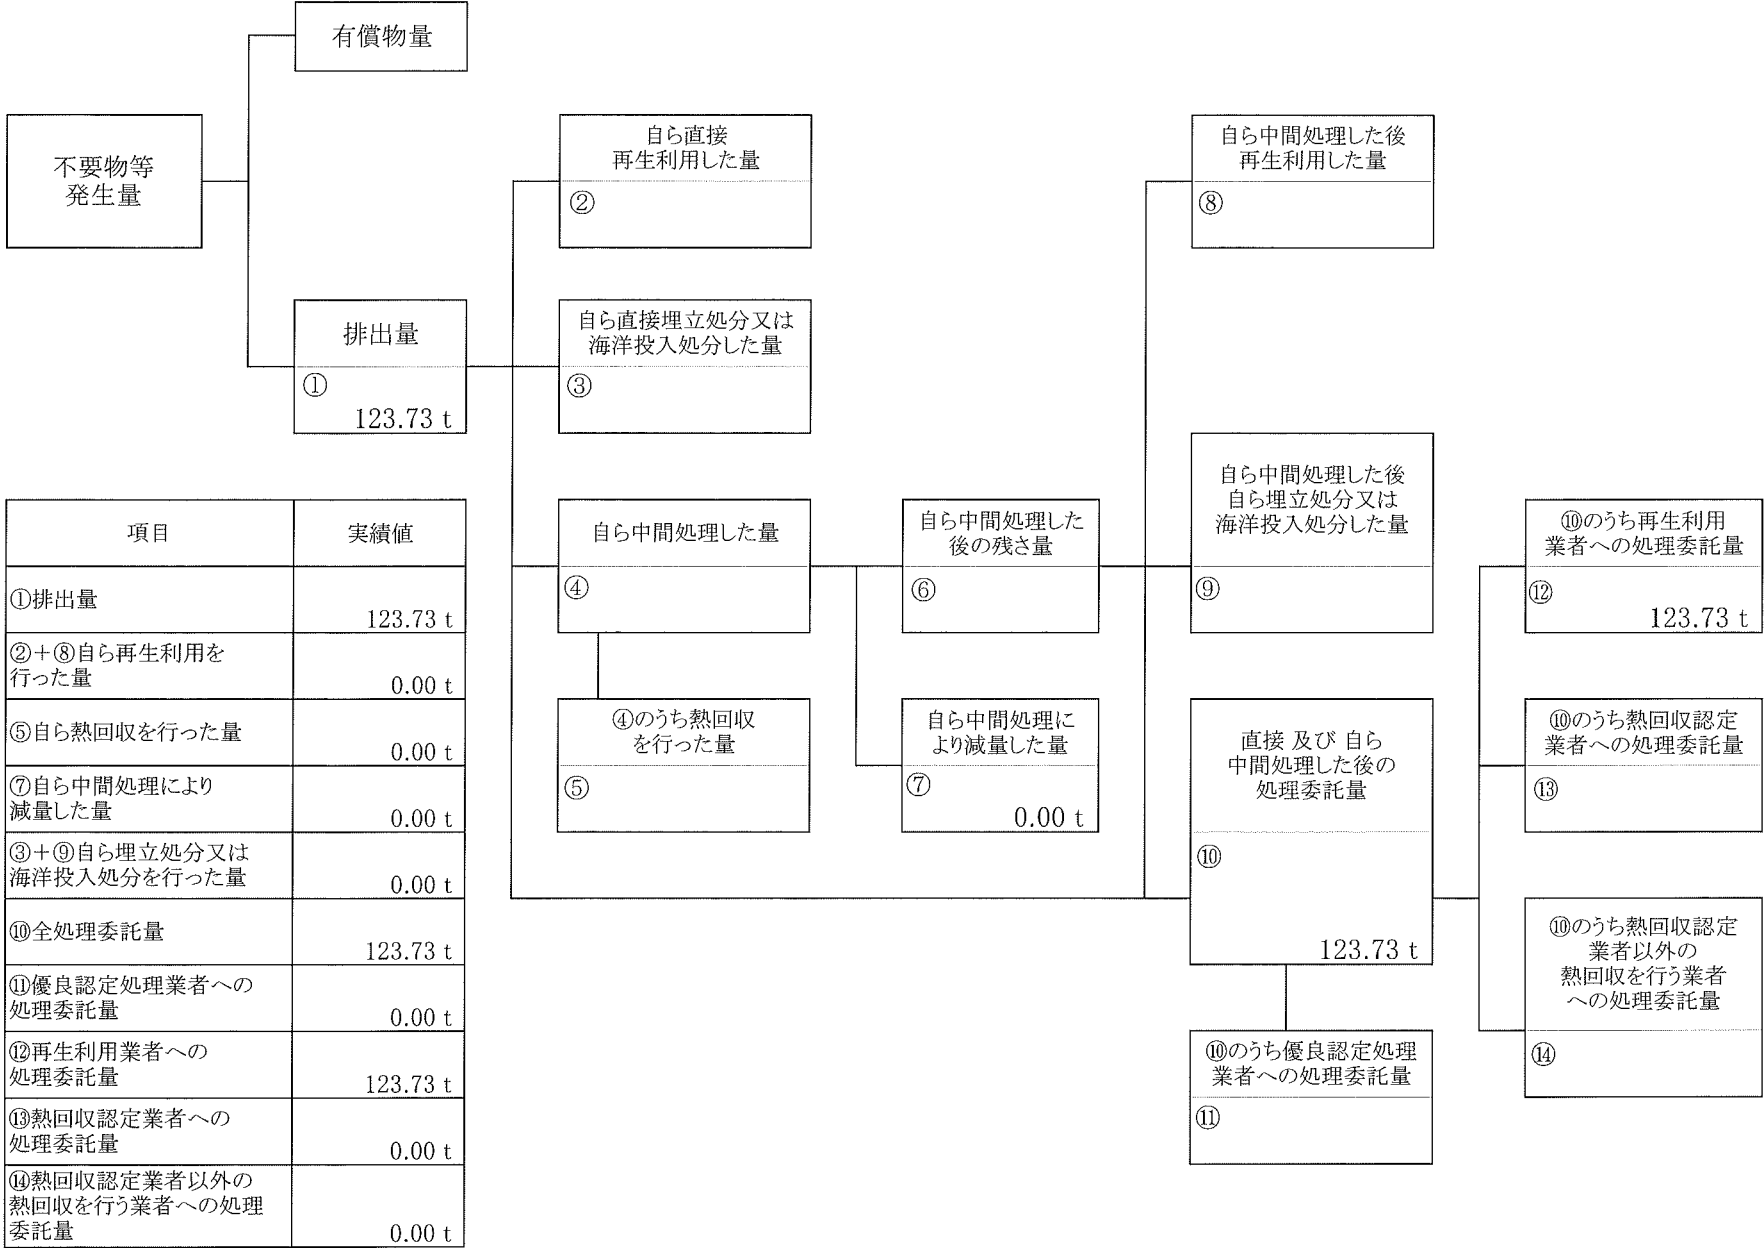 有償物量
不要物等
発生量
自ら直接
再生利用した量
②
自ら中間処理した後
再生利用した量
⑧
排出量
①
123.73 t
自ら直接埋立処分又は
海洋投入処分した量
③
自ら中間処理した量
④
自ら中間処理した
後の残さ量
⑥
自ら中間処理した後
自ら埋立処分又は
海洋投入処分した量
⑨
⑩のうち再生利用
業者への処理委託量
⑫
123.73 t
④のうち熱回収
を行った量
⑤
自ら中間処理に
より減量した量
⑦
0.00 t
直接 及び 自ら
中間処理した後の
処理委託量
⑩
123.73 t
⑩のうち熱回収認定
業者への処理委託量
⑬
⑩のうち熱回収認定
業者以外の
熱回収を行う業者
への処理委託量
⑭
⑩のうち優良認定処理
業者への処理委託量
⑪
項目 実績値
①排出量
123.73 t
②+⑧自ら再生利用を
行った量
0.00 t
⑤自ら熱回収を行った量
0.00 t
⑦自ら中間処理により
減量した量
0.00 t
③+⑨自ら埋立処分又は
海洋投入処分を行った量
0.00 t
⑩全処理委託量
123.73 t
⑪優良認定処理業者への
処理委託量
0.00 t
⑫再生利用業者への
処理委託量
123.73 t
⑬熱回収認定業者への
処理委託量
0.00 t
⑭熱回収認定業者以外の
熱回収を行う業者への処理
委託量
0.00 t